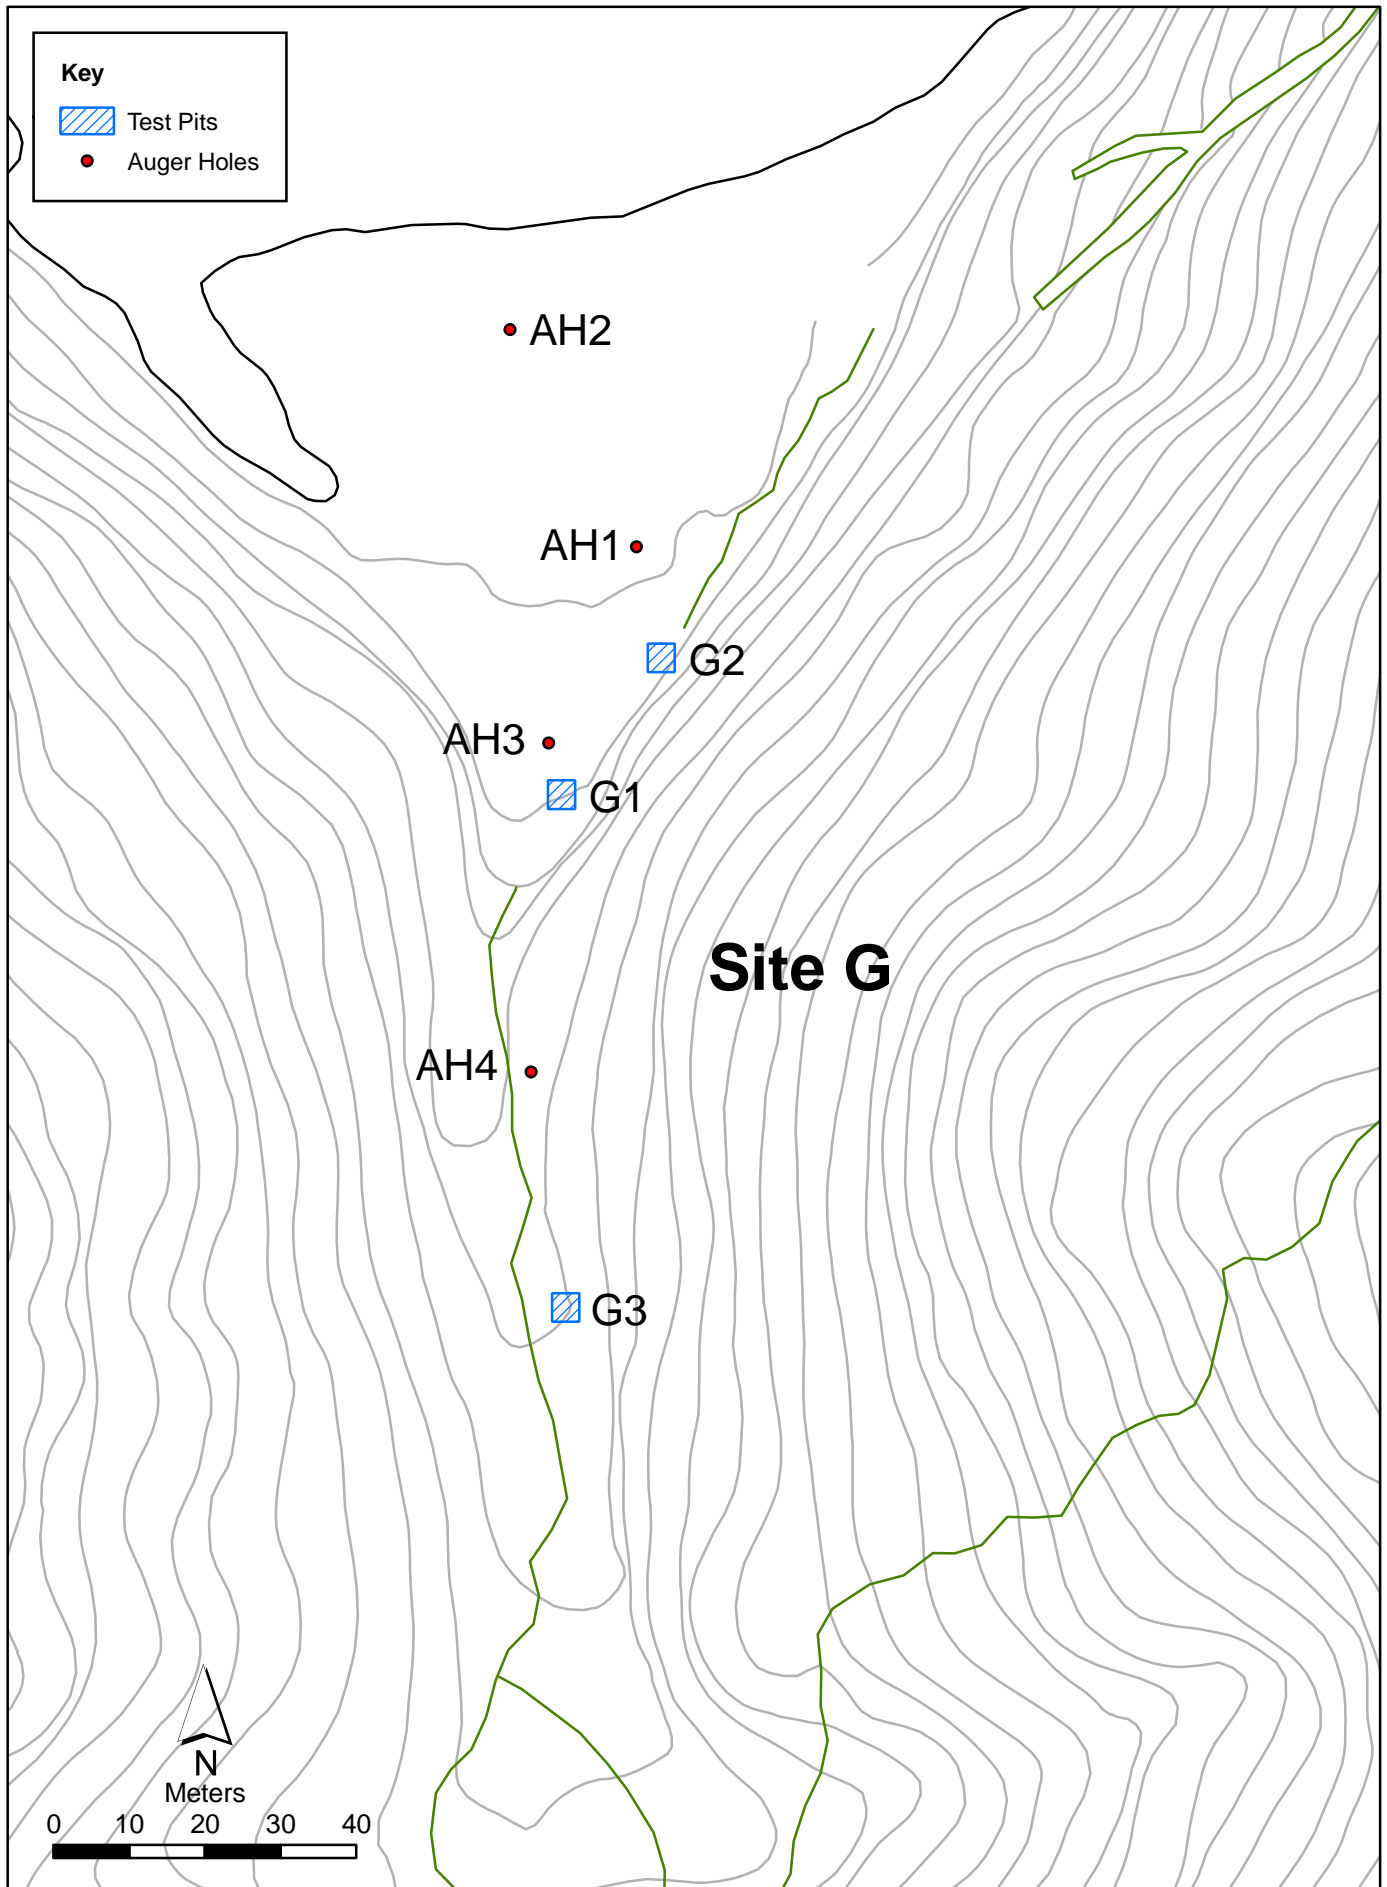 Key
Test Pits
Auger Holes
AH2
AH1
G2
AH3
G1
Site G
AH4
G3
N
Meters
0 10 20 30 40